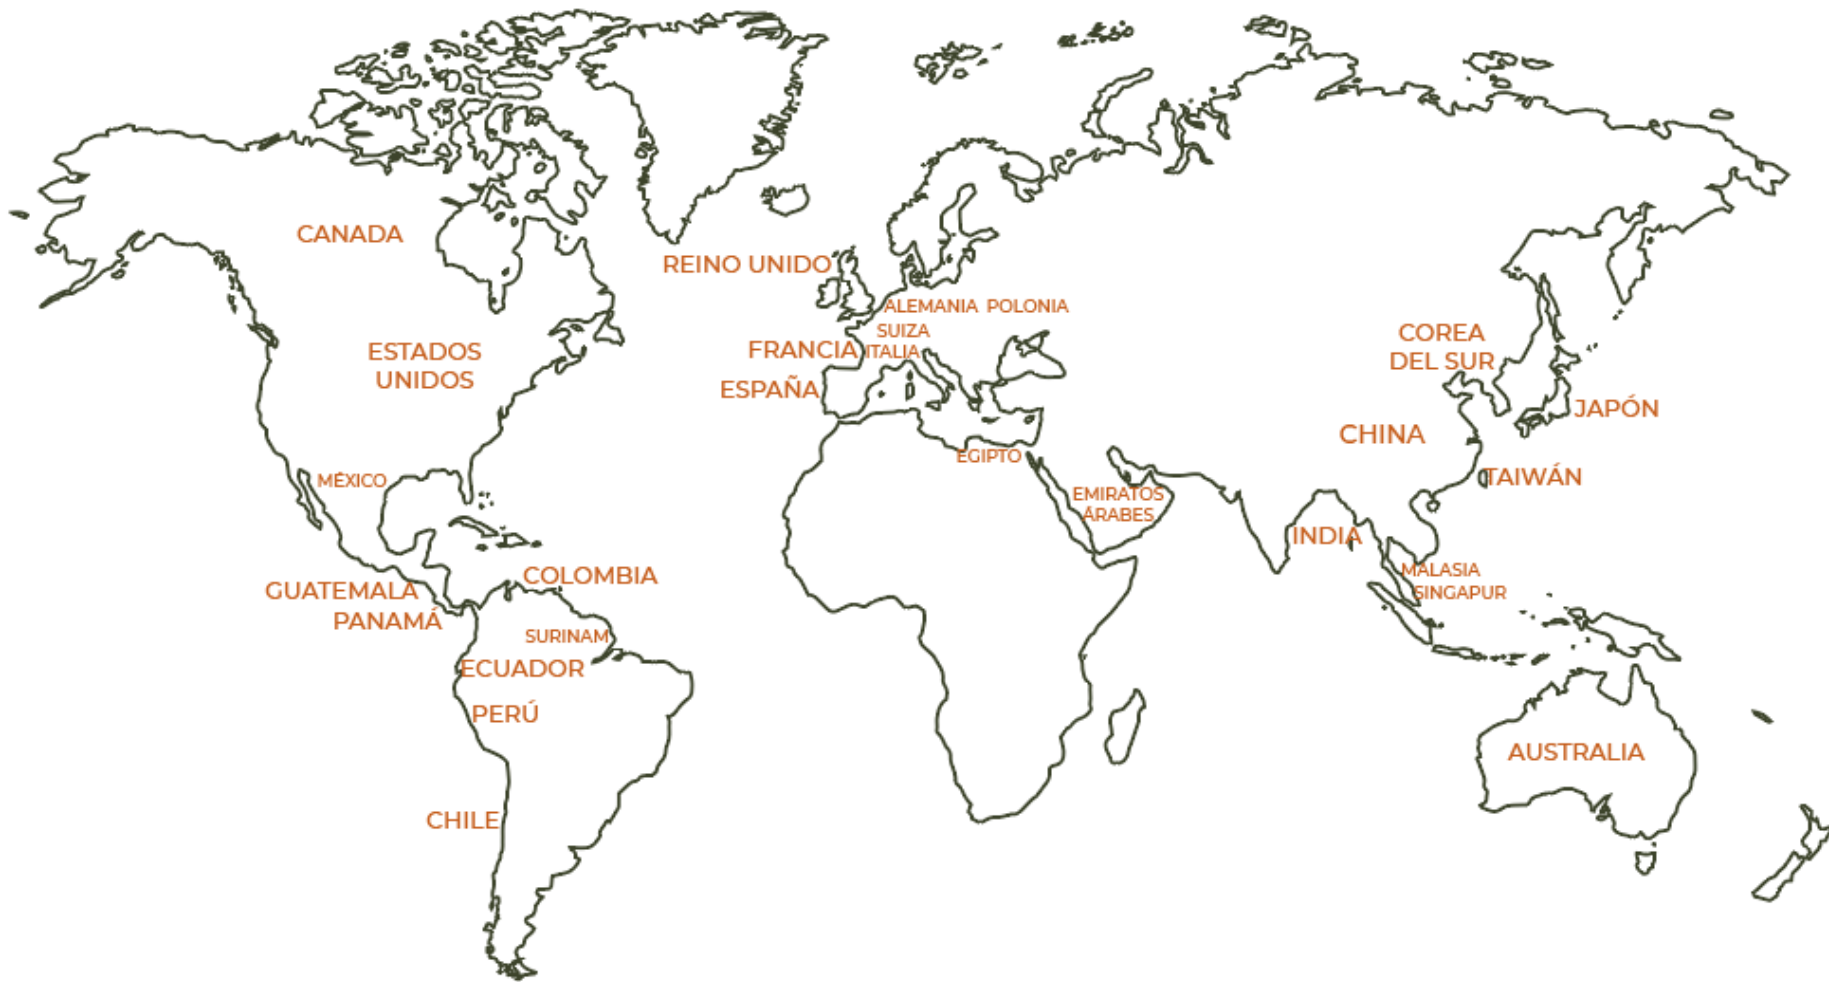 CANADA
REINO UNIDO
ALEMANIA POLONIA
SUIZA
FRANCIA ITALIA
ESPAÑA
ESTADOS
UNIDOS
COREA
DEL SUR
JAPÓN
CHINA
EGIPTO
MÉXICO
TAIWÁN
EMIRATOS
ÁRABES
INDIA
MALASIA
SINGAPUR
COLOMBIA
GUATEMALA
PANAMÁ
SURINAM
ECUADOR
PERÚ
AUSTRALIA
CHILE